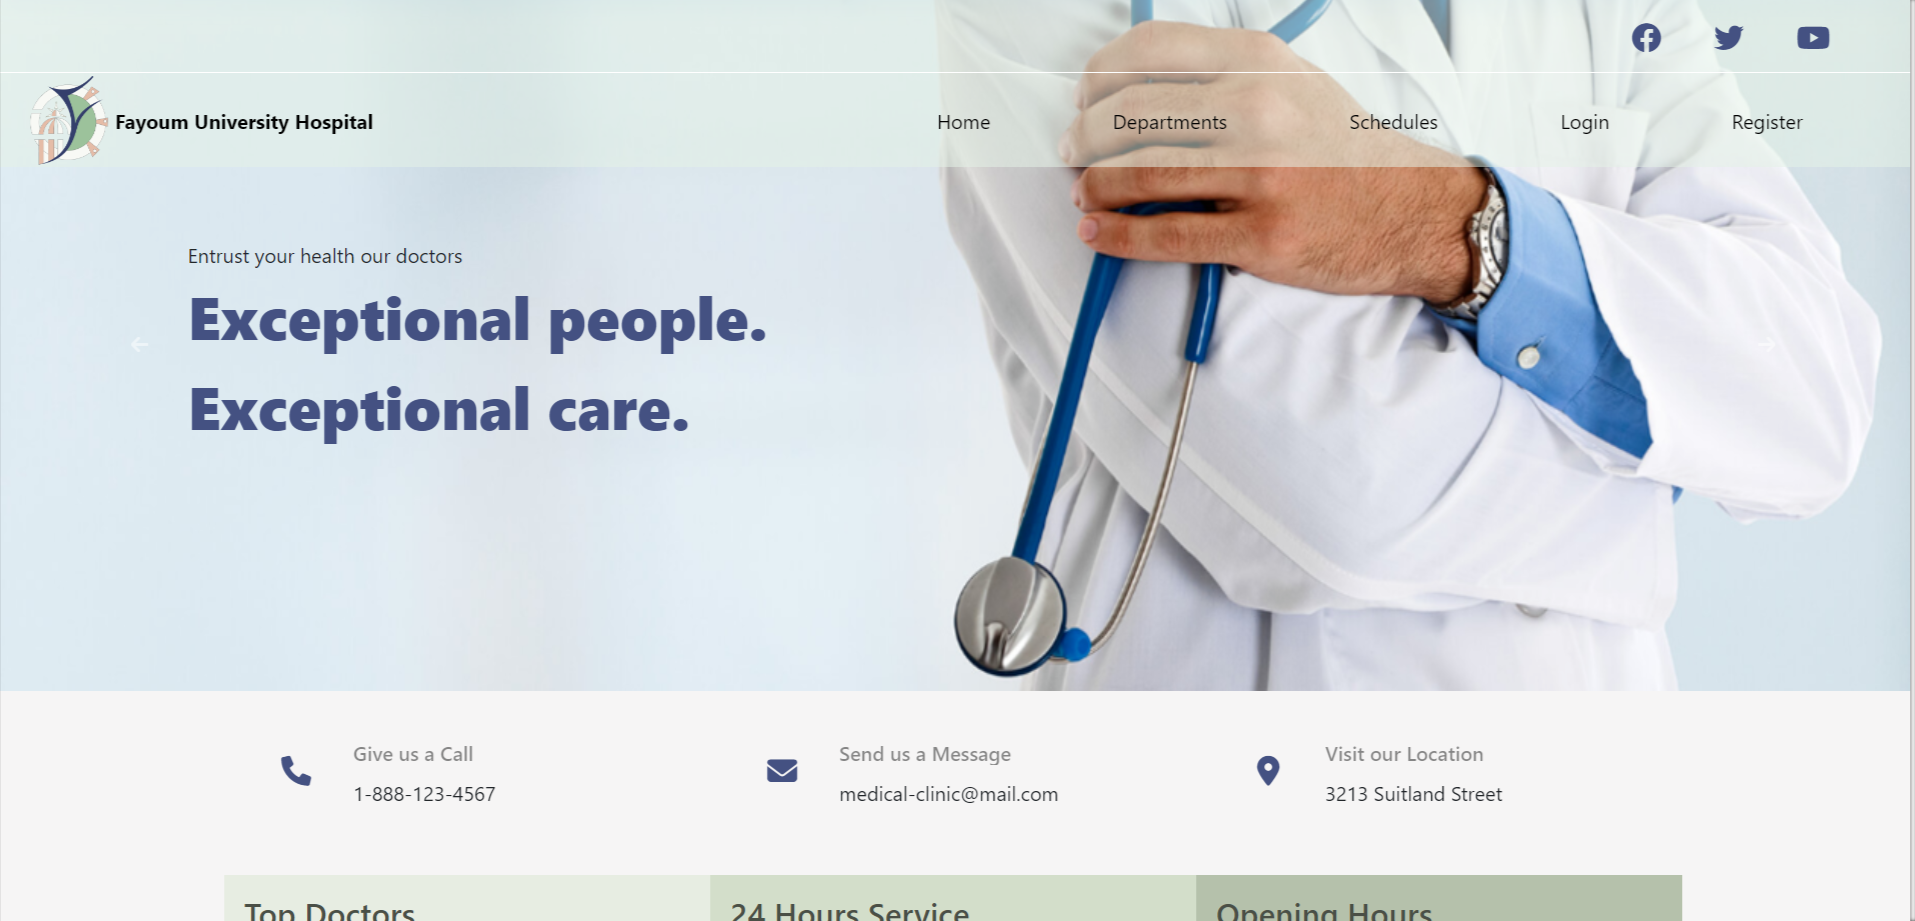 Fayoum University Hospital
Home Departments Schedules Login Register
Entrust your health our doctors
Exceptional people.
Exceptional care.
Give us a Call
1-888-123-4567
Send us a Message
medical-clinic@mail.com
Visit our Location
3213 Suitland Street
Top Doctors
24 Hours Service
Opening Hours